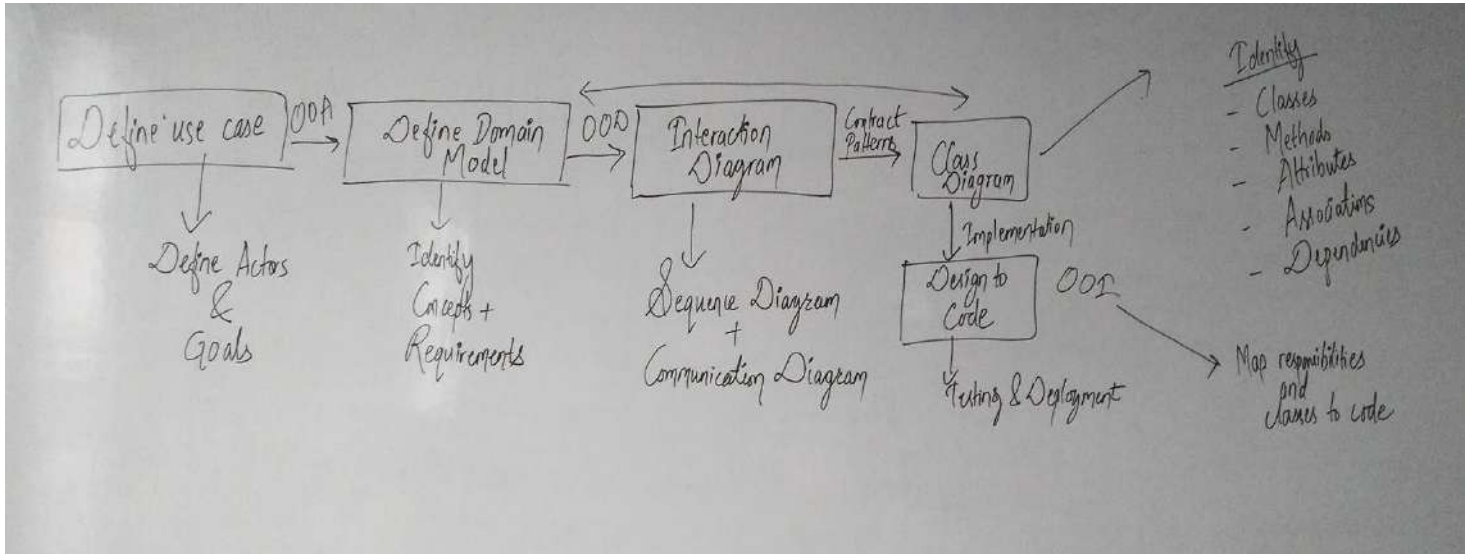 Define use case
OOA
Define Actors
&
Goals
Define Domain
Model
OOD
Identify
Concepts +
Requirements
Interaction
Diagram
Sequence Diagram
+
Communication Diagram
Contract
Patterns
Class
Diagram
Implementation
Design to
Code
OOI
Testing & Deployment
Identify
- Classes
- Methods
- Attributes
- Associations
- Dependencies
Map responsibilities
and
classes to code